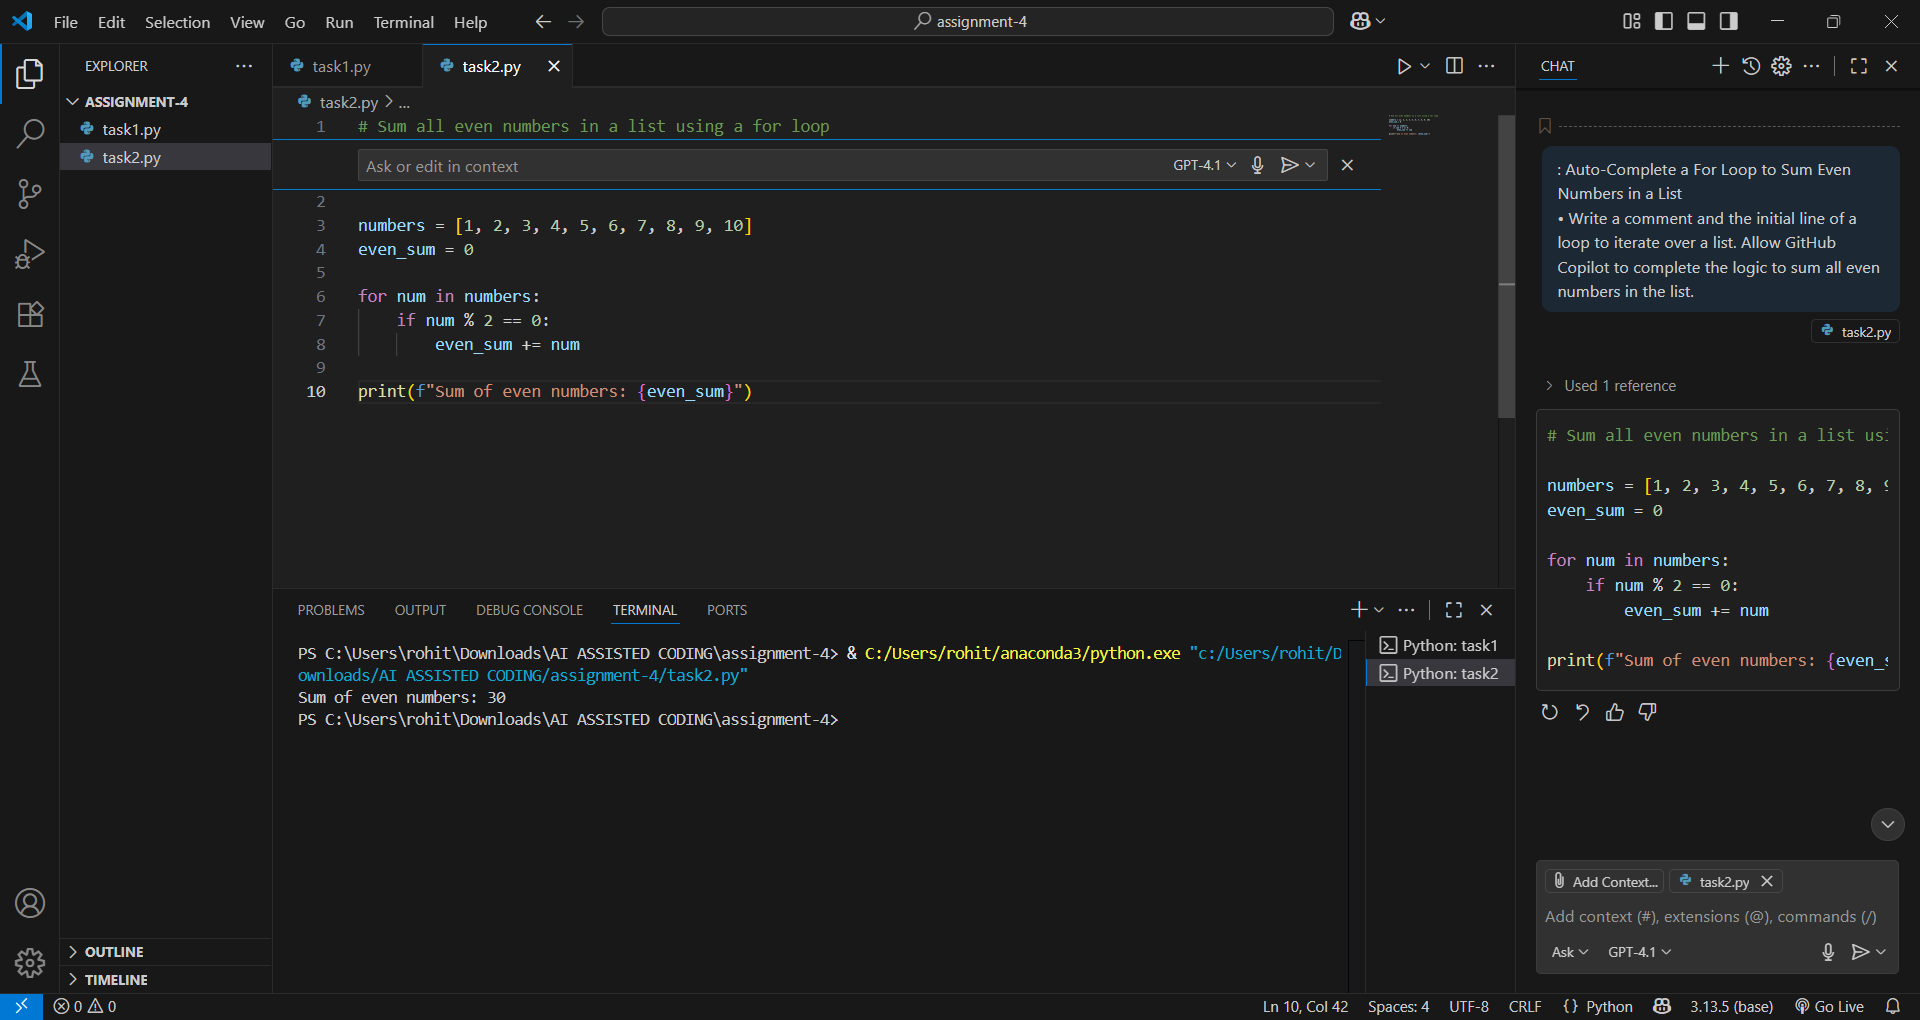 File Edit Selection View Go Run Terminal Help
assignment-4
EXPLORER
ASSIGNMENT-4
task1.py
task2.py
OUTLINE
TIMELINE
task1.py task2.py
task2.py > ...
1 # Sum all even numbers in a list using a for loop
Ask or edit in context GPT-4.1
2
3 numbers = [1, 2, 3, 4, 5, 6, 7, 8, 9, 10]
4 even_sum = 0
5
6 for num in numbers:
7 if num % 2 == 0:
8 even_sum += num
9
10 print(f"Sum of even numbers: {even_sum}")
PROBLEMS OUTPUT DEBUG CONSOLE TERMINAL PORTS
PS C:\Users\rohit\Downloads\AI ASSISTED CODING\assignment-4> & C:/Users/rohit/anaconda3/python.exe "c:/Users/rohit/D
ownloads/AI ASSISTED CODING/assignment-4/task2.py"
Sum of even numbers: 30
PS C:\Users\rohit\Downloads\AI ASSISTED CODING\assignment-4>
Python: task1
Python: task2
CHAT
: Auto-Complete a For Loop to Sum Even
Numbers in a List
• Write a comment and the initial line of a
loop to iterate over a list. Allow GitHub
Copilot to complete the logic to sum all even
numbers in the list.
task2.py
Used 1 reference
# Sum all even numbers in a list usi
numbers = [1, 2, 3, 4, 5, 6, 7, 8, 9
even_sum = 0
for num in numbers:
if num % 2 == 0:
even_sum += num
print(f"Sum of even numbers: {even_s
Add Context... task2.py
Add context (#), extensions (@), commands (/)
Ask GPT-4.1
0 0 Ln 10, Col 42 Spaces: 4 UTF-8 CRLF {} Python 3.13.5 (base) Go Live